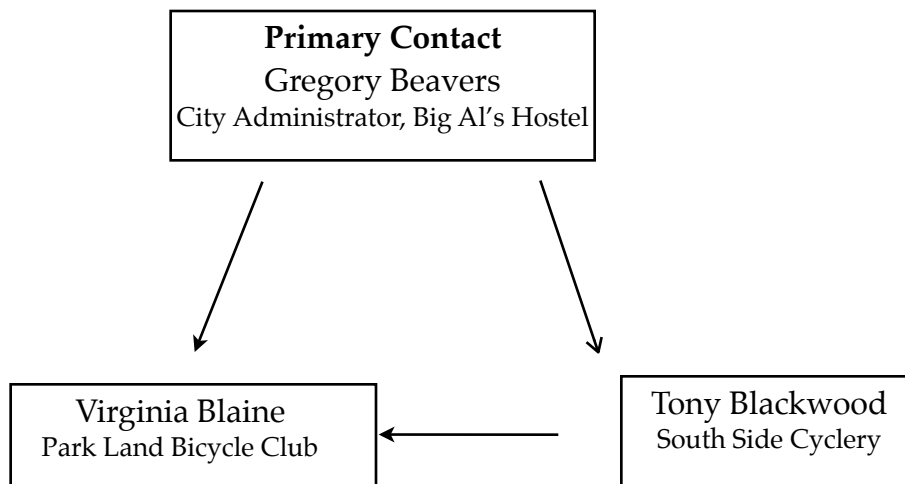 Primary Contact
Gregory Beavers
City Administrator, Big Al’s Hostel
Virginia Blaine
Park Land Bicycle Club
Tony Blackwood
South Side Cyclery